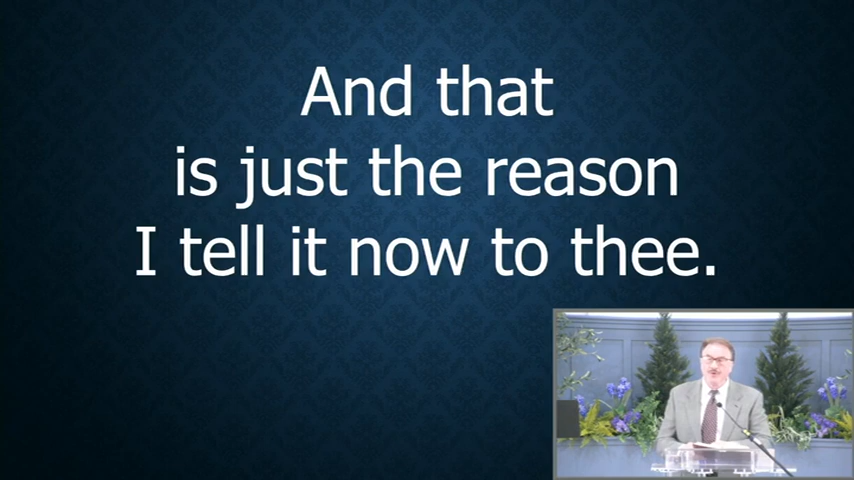 And that
is just the reason
I tell it now to thee.